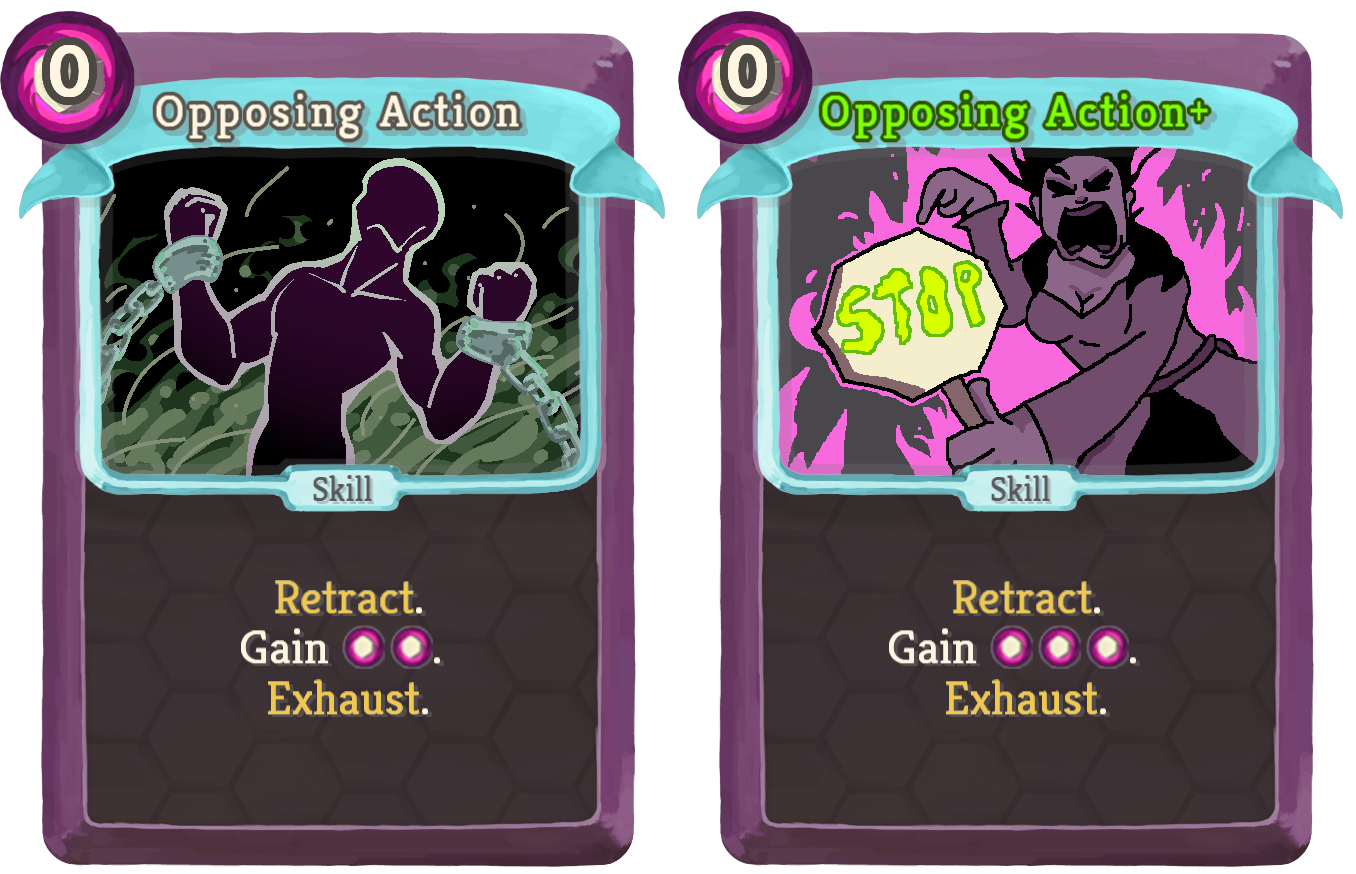 0
Opposing Action
Skill
Retract.
Gain
.
Exhaust.
0
Opposing Action+
STOP
Skill
Retract.
Gain
.
Exhaust.